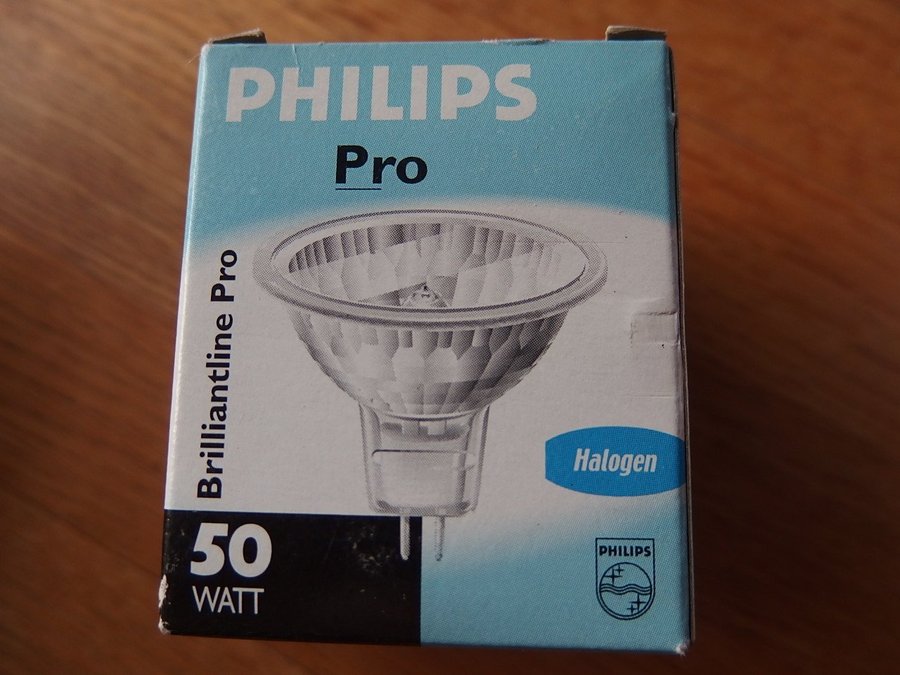 PHILIPS
Pro
Brilliantline Pro
Halogen
50
WATT
PHILIPS